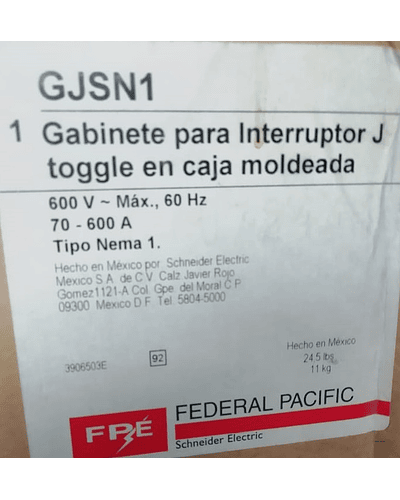 GJSN1
1 Gabinete para Interruptor J
toggle en caja moldeada
600 V ~ Máx., 60 Hz
70 - 600 A
Tipo Nema 1.
Hecho en México por Schneider Electric
Mexico S.A. de C.V. Calz Javier Rojo
Gomez1121-A Col. Gpe. del Moral C.P.
09300 Mexico D.F. Tel. 5804-5000
3906503E
92
Hecho en México
24.5 lbs
11 kg
FPE
FEDERAL PACIFIC
Schneider Electric